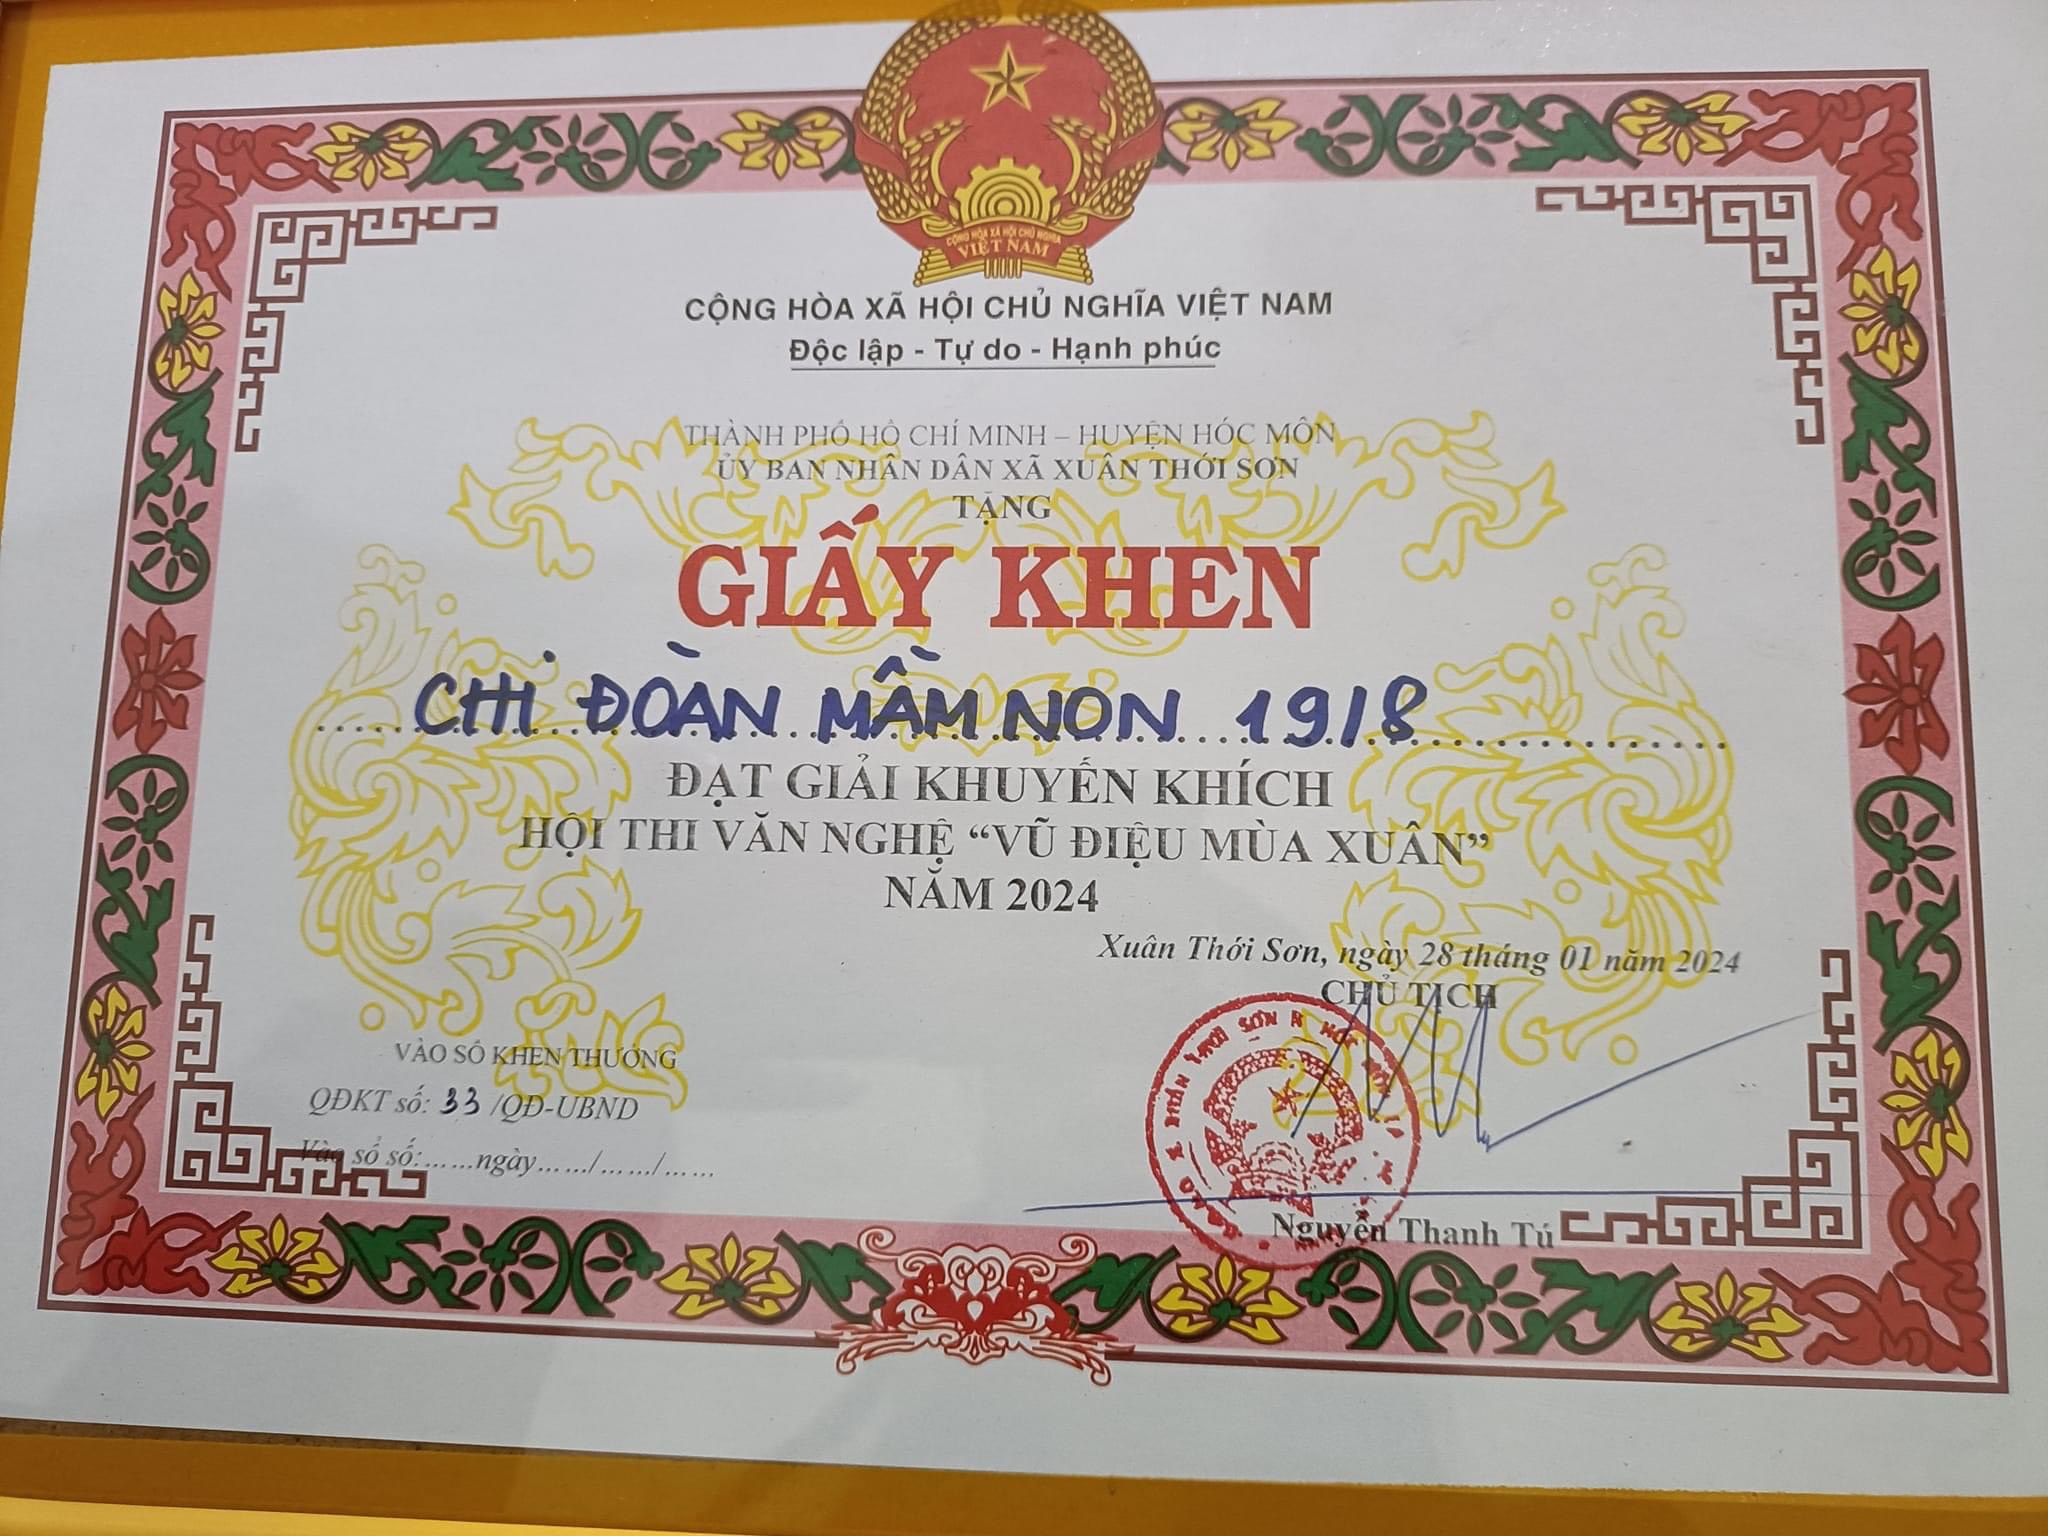 CỘNG HÒA XÃ HỘI CHỦ NGHĨA
VIỆT NAM
CỘNG HÒA XÃ HỘI CHỦ NGHĨA VIỆT NAM
Độc lập - Tự do - Hạnh phúc
THÀNH PHỐ HỒ CHÍ MINH – HUYỆN HÓC MÔN
ỦY BAN NHÂN DÂN XÃ XUÂN THỚI SƠN
TẶNG
GIẤY KHEN
CHỊ ĐOÀN MẦM NON 19/8
ĐẠT GIẢI KHUYẾN KHÍCH
HỘI THI VĂN NGHỆ “VŨ ĐIỆU MÙA XUÂN”
NĂM 2024
Xuân Thới Sơn, ngày 28 tháng 01 năm 2024
CHỦ TỊCH
VÀO SỔ KHEN THƯỞNG
QĐKT số: 33 /QĐ-UBND
Vào sổ số:……ngày……/……/……
Nguyễn Thanh Tú